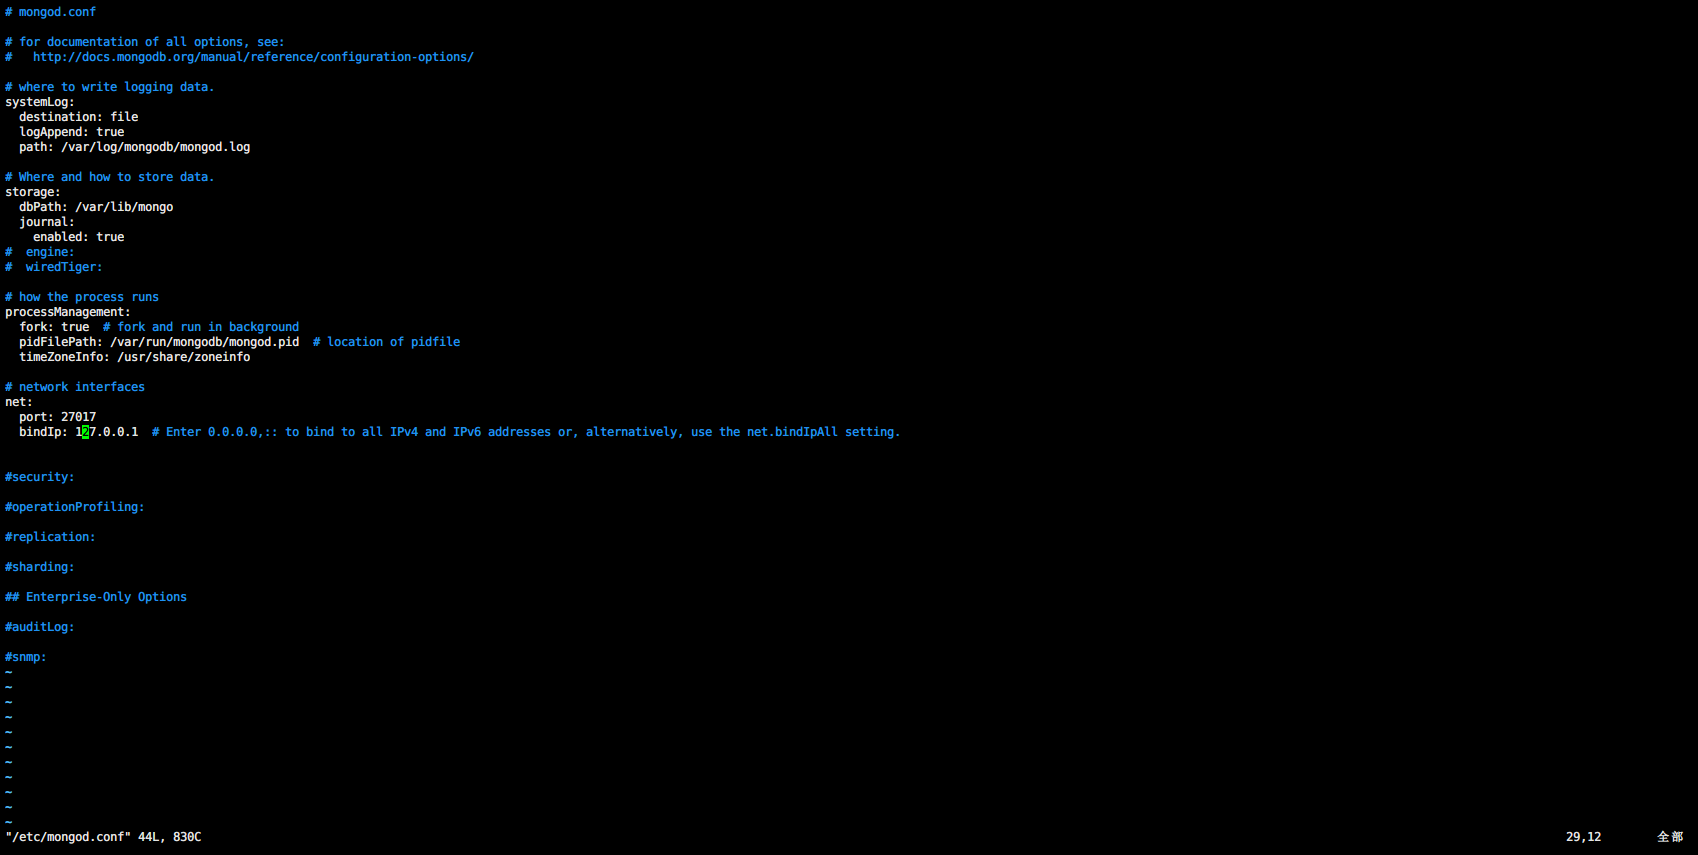 # mongod.conf
# for documentation of all options, see:
#   http://docs.mongodb.org/manual/reference/configuration-options/
# where to write logging data.
systemLog:
  destination: file
  logAppend: true
  path: /var/log/mongodb/mongod.log
# Where and how to store data.
storage:
  dbPath: /var/lib/mongo
  journal:
    enabled: true
#  engine:
#  wiredTiger:
# how the process runs
processManagement:
  fork: true  # fork and run in background
  pidFilePath: /var/run/mongodb/mongod.pid  # location of pidfile
  timeZoneInfo: /usr/share/zoneinfo
# network interfaces
net:
  port: 27017
  bindIp: 127.0.0.1  # Enter 0.0.0.0,:: to bind to all IPv4 and IPv6 addresses or, alternatively, use the net.bindIpAll setting.
#security:
#operationProfiling:
#replication:
#sharding:
## Enterprise-Only Options
#auditLog:
#snmp:
~
~
~
~
~
~
~
~
~
~
~
"/etc/mongod.conf" 44L, 830C 29,12 全部